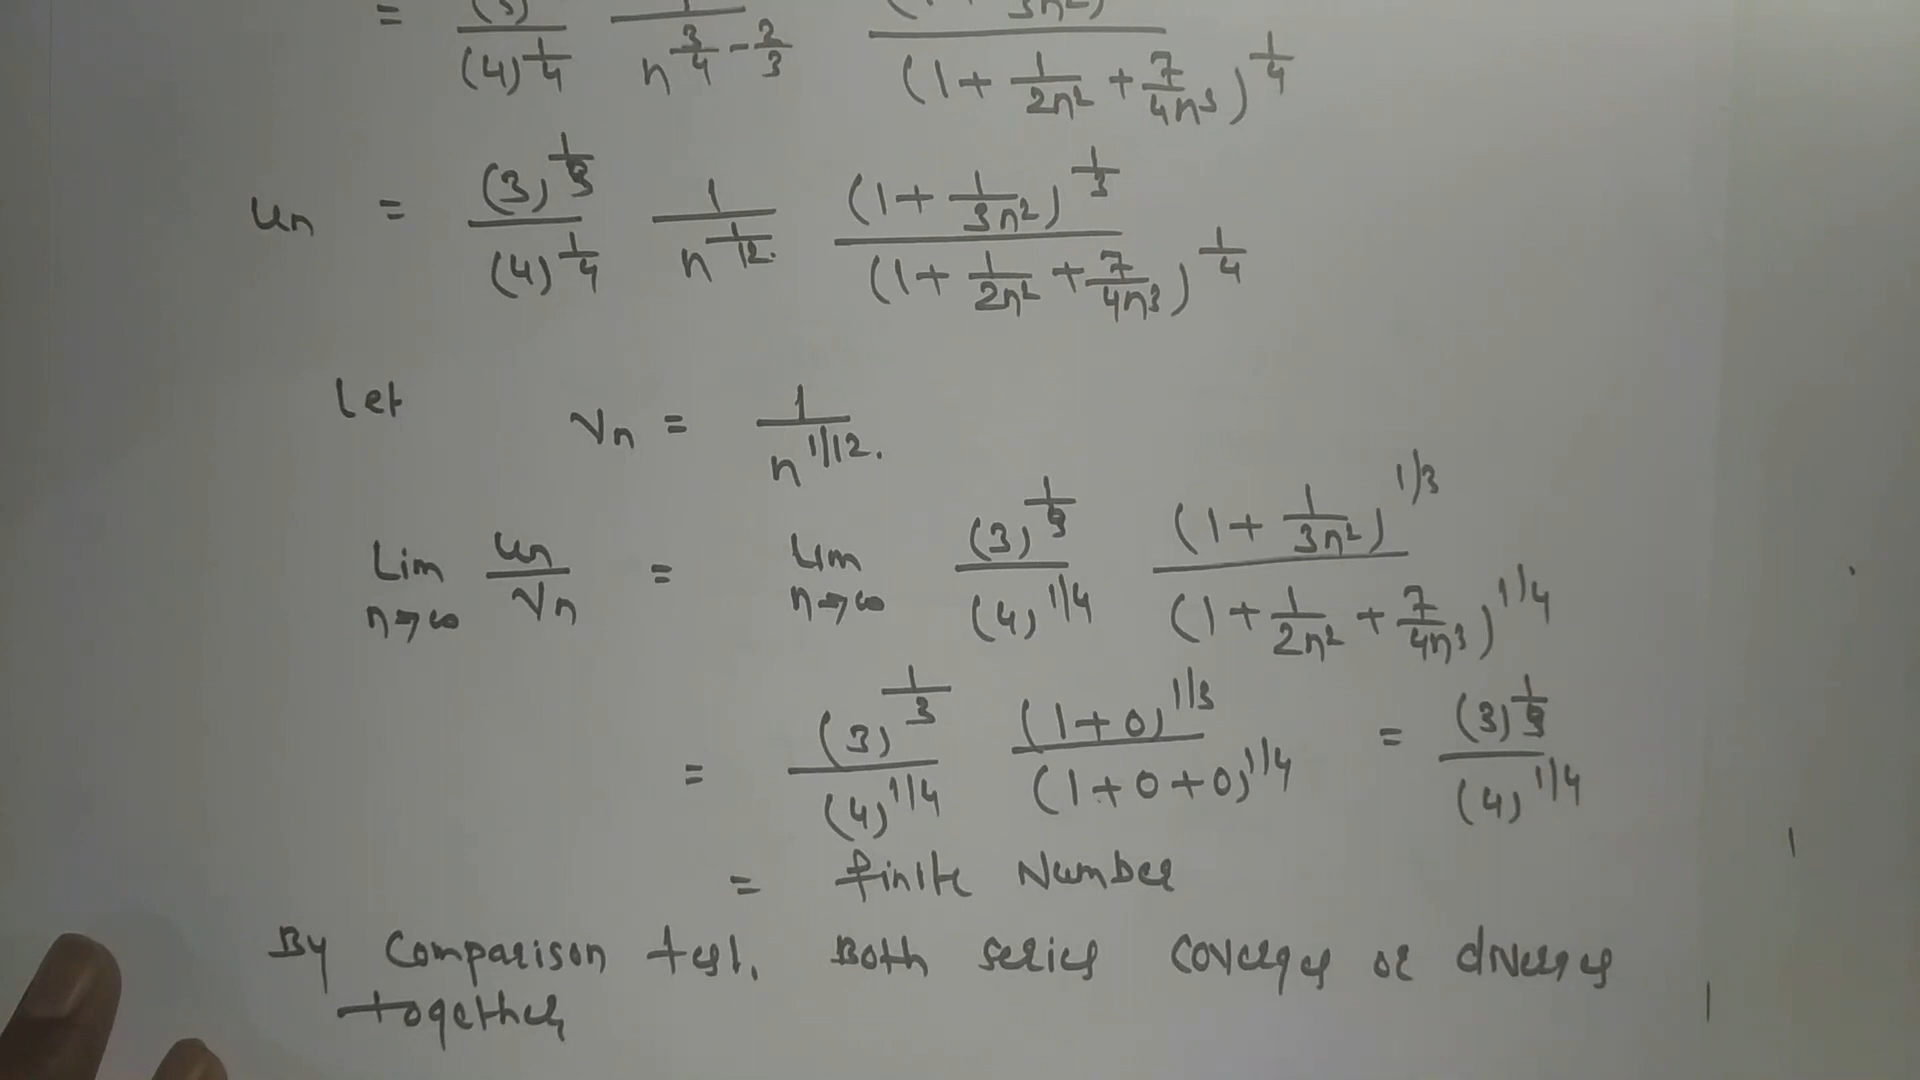 = (3) / (4)^{1/4} 1 / n^{3/4 - 2/3} (1 + 1/3n²) / (1 + 1/2n² + 7/4n³)^{1/4}
un = (3)^{1/3} / (4)^{1/4} 1 / n^{1/12.} (1 + 1/3n²)^{1/3} / (1 + 1/2n² + 7/4n³)^{1/4}
Let vn = 1 / n^{1/12}.
Lim n→∞ un / vn = Lim n→∞ (3)^{1/3} / (4)^{1/4} (1 + 1/3n²)^{1/3} / (1 + 1/2n² + 7/4n³)^{1/4}
= (3)^{1/3} / (4)^{1/4} (1+0)^{1/3} / (1+0+0)^{1/4} = (3)^{1/3} / (4)^{1/4}
= finite Number
By Comparison test. Both series coverges or diverges
together